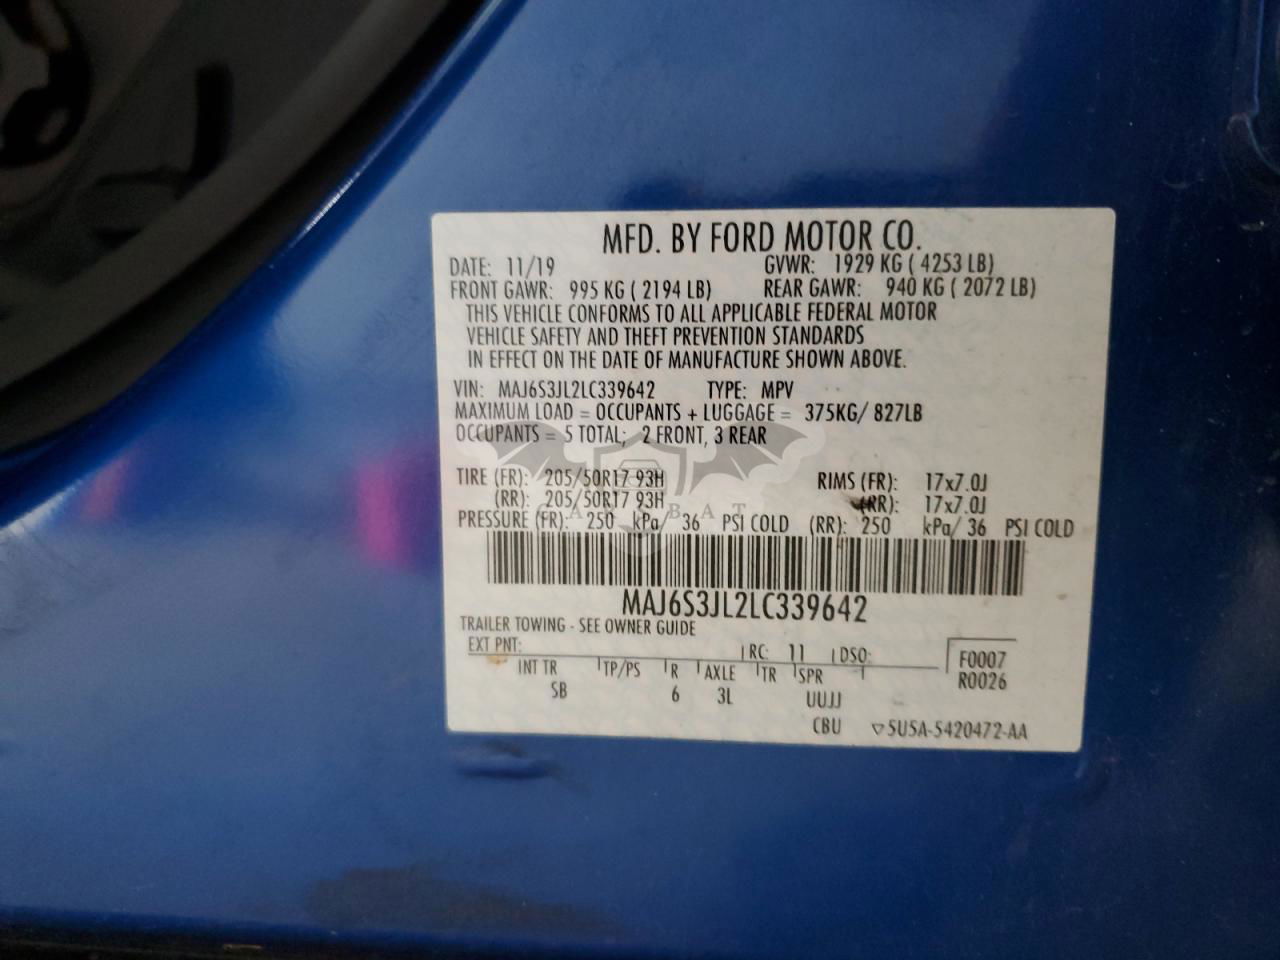 MFD. BY FORD MOTOR CO.
DATE: 11/19 GVWR: 1929 KG ( 4253 LB)
FRONT GAWR: 995 KG ( 2194 LB) REAR GAWR: 940 KG ( 2072 LB)
THIS VEHICLE CONFORMS TO ALL APPLICABLE FEDERAL MOTOR
VEHICLE SAFETY AND THEFT PREVENTION STANDARDS
IN EFFECT ON THE DATE OF MANUFACTURE SHOWN ABOVE.
VIN: MAJ6S3JL2LC339642 TYPE: MPV
MAXIMUM LOAD = OCCUPANTS + LUGGAGE = 375KG/ 827LB
OCCUPANTS = 5 TOTAL; 2 FRONT, 3 REAR
TIRE (FR): 205/50R17 93H RIMS (FR): 17x7.0J
(RR): 205/50R17 93H (RR): 17x7.0J
CARBAT
PRESSURE (FR): 250 kPa/ 36 PSI COLD (RR): 250 kPa/ 36 PSI COLD
MAJ6S3JL2LC339642
TRAILER TOWING - SEE OWNER GUIDE
EXT PNT: RC: 11 DSO:
INT TR TP/PS R AXLE TR SPR F0007
SB 6 3L UUJJ R0026
CBU 5U5A-5420472-AA